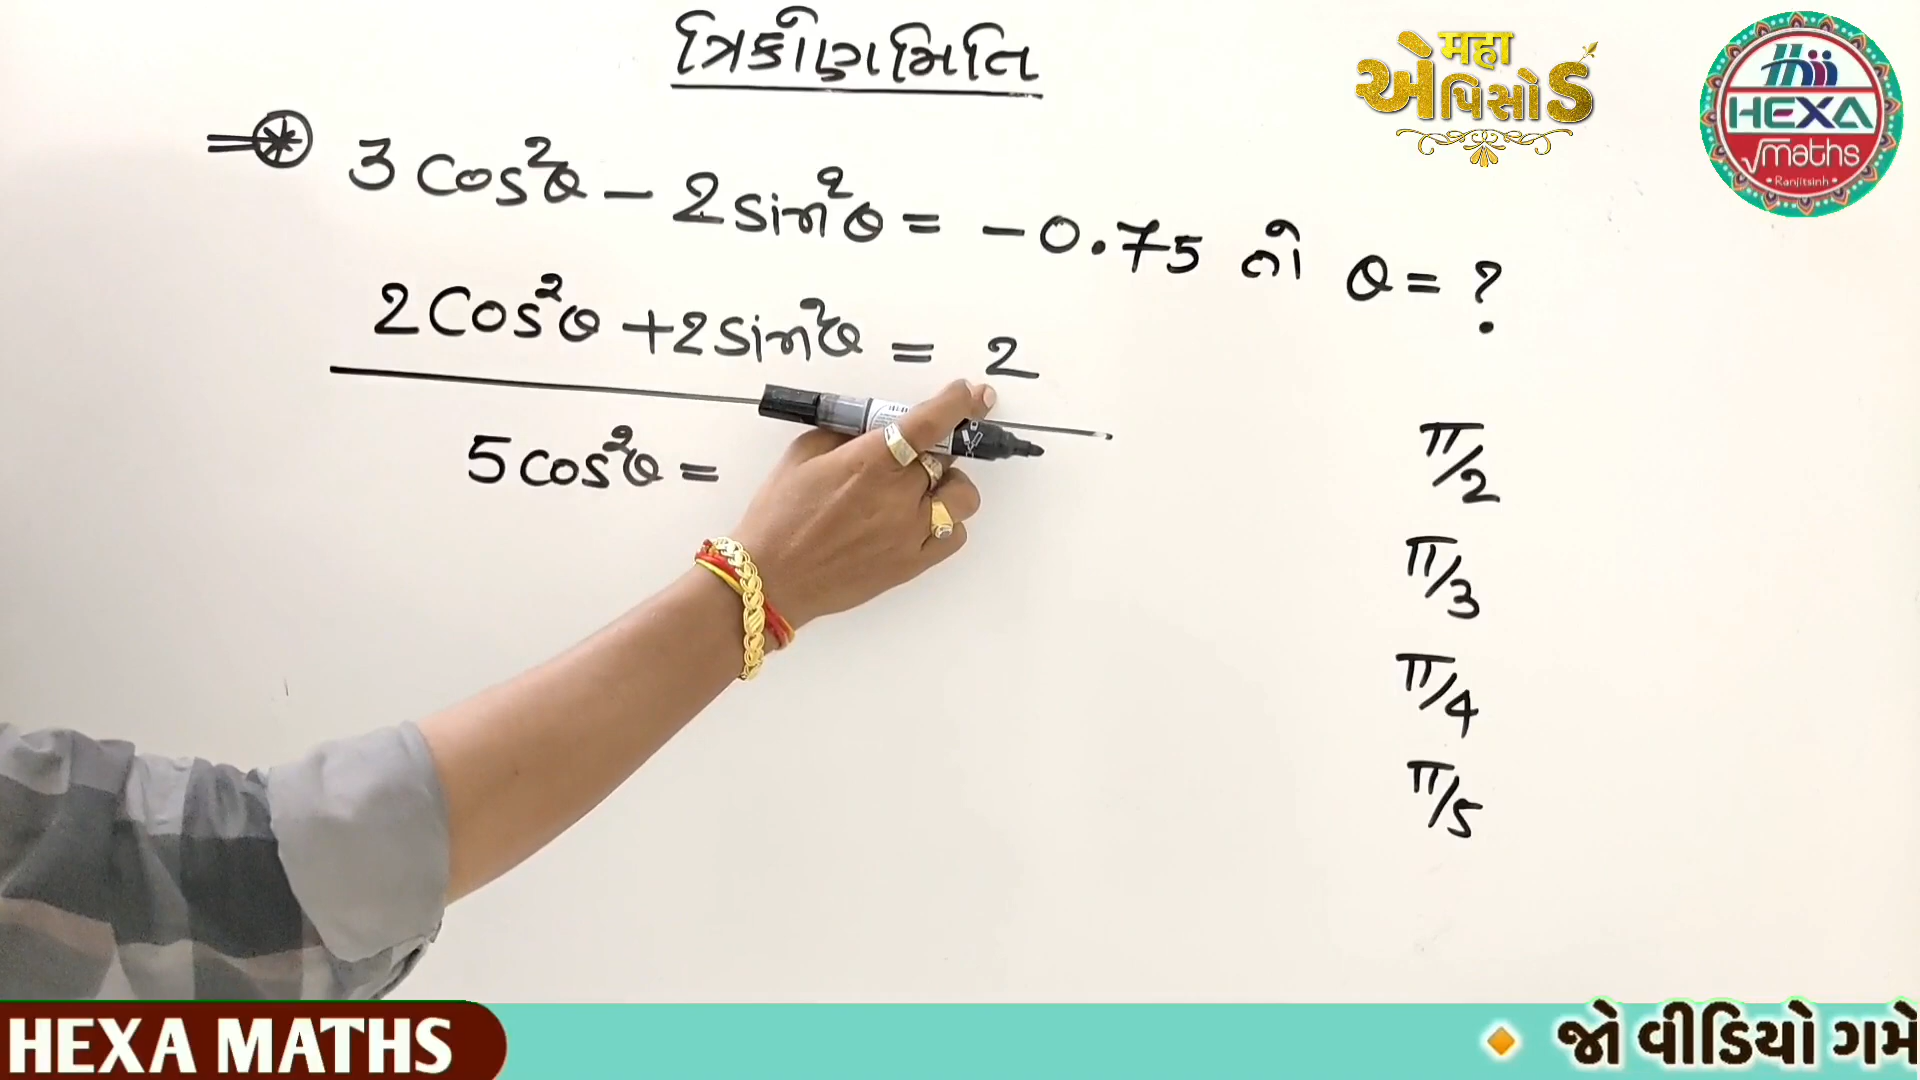 ત્રિકોણમિતિ
महा
એપિસોડ
HEXA
√maths
• Ranjitsinh •
3 cos²θ – 2 sin²θ = – 0.75 તો θ = ?
2 cos²θ + 2 sin²θ = 2
5 cos²θ =
π/2
π/3
π/4
π/5
HEXA MATHS
જો વીડિયો ગમે